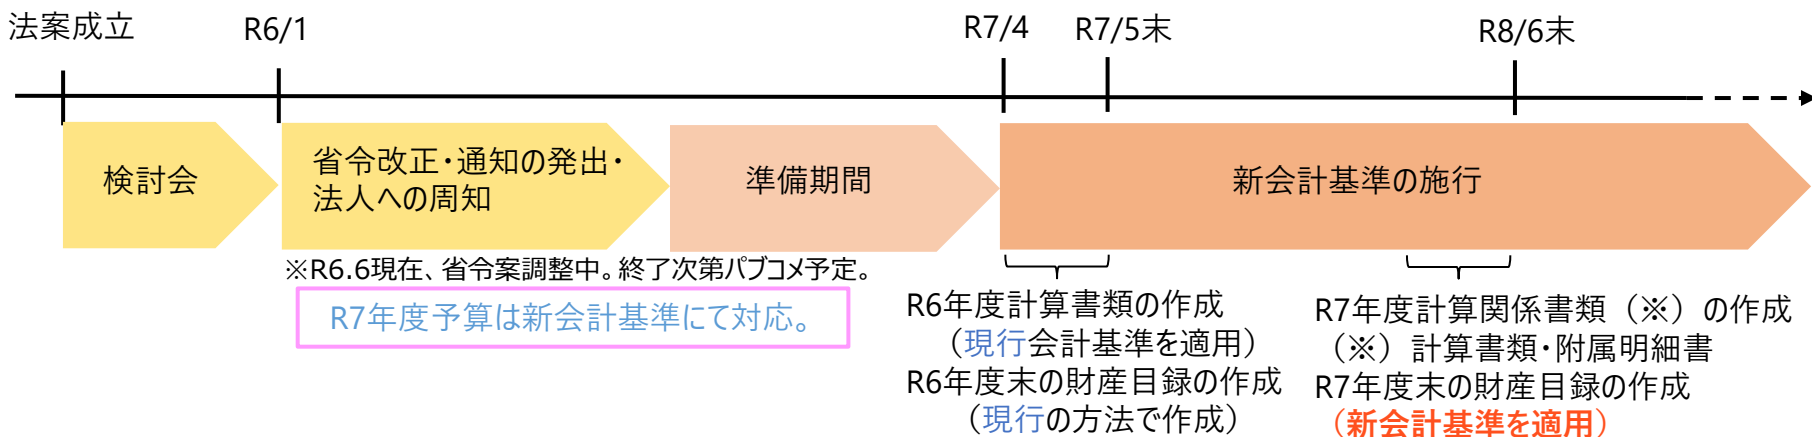 法案成立
R6/1
R7/4
R7/5末
R8/6末
検討会
省令改正・通知の発出・
法人への周知
準備期間
新会計基準の施行
※R6.6現在、省令案調整中。終了次第パブコメ予定。
R7年度予算は新会計基準にて対応。
R6年度計算書類の作成
（現行会計基準を適用）
R6年度末の財産目録の作成
（現行の方法で作成）
R7年度計算関係書類（※）の作成
（※）計算書類・附属明細書
R7年度末の財産目録の作成
（新会計基準を適用）